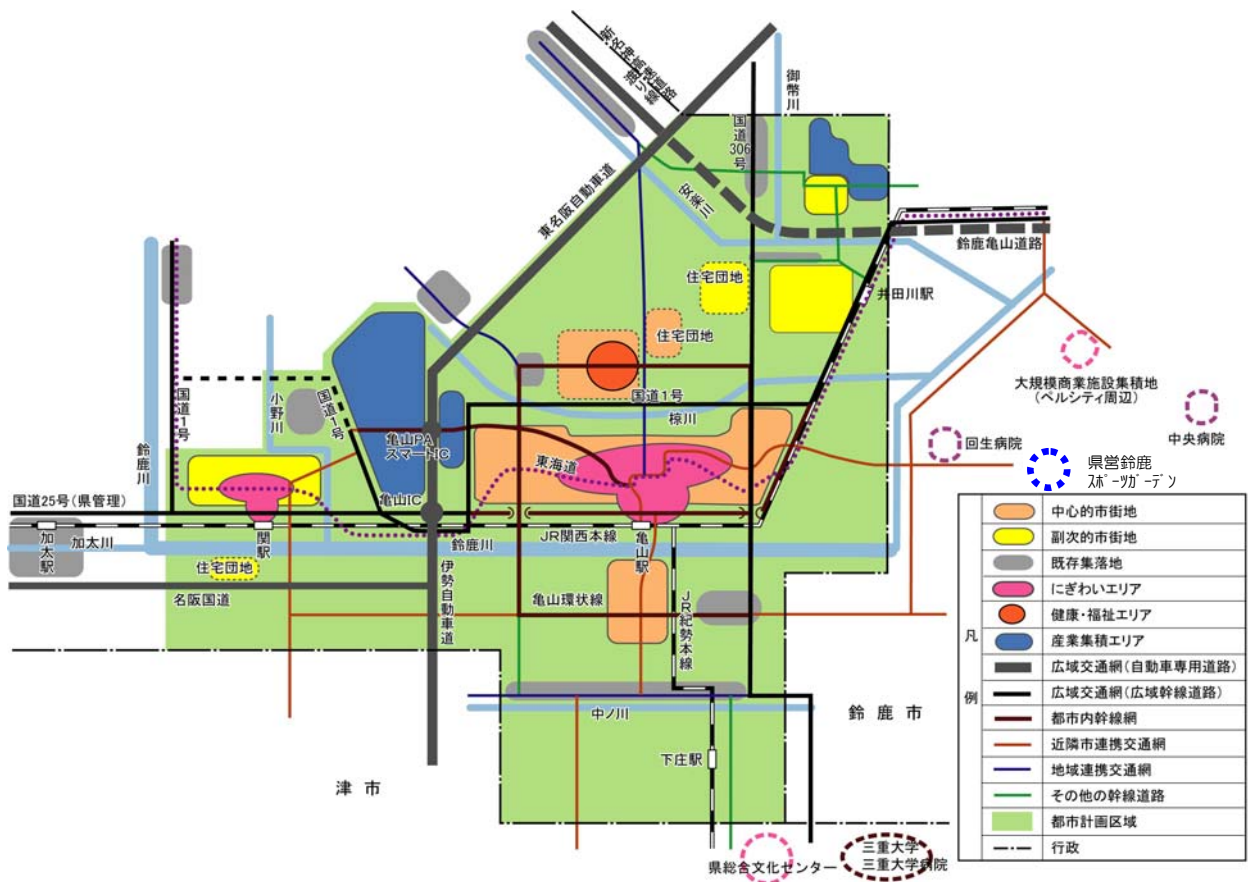 新名神高速道路
渡り線
御幣川
国道306号
東名阪自動車道
安楽川
鈴鹿亀山道路
住宅団地
井田川駅
住宅団地
大規模商業施設集積地
(ベルシティ周辺)
国道1号
国道1号
小野川
国道1号
椋川
中央病院
鈴鹿川
亀山PA
スマートIC
回生病院
東海道
県営鈴鹿
スポーツガーデン
国道25号(県管理)
亀山IC
加太駅
加太川
関駅
鈴鹿川
JR関西本線
亀山駅
住宅団地
名阪国道
伊勢自動車道
亀山環状線
JR紀勢本線
中ノ川
鈴鹿市
下庄駅
津市
県総合文化センター
三重大学
三重大学病院
凡例
中心的市街地
副次的市街地
既存集落地
にぎわいエリア
健康・福祉エリア
産業集積エリア
広域交通網(自動車専用道路)
広域交通網(広域幹線道路)
都市内幹線網
近隣市連携交通網
地域連携交通網
その他の幹線道路
都市計画区域
行政